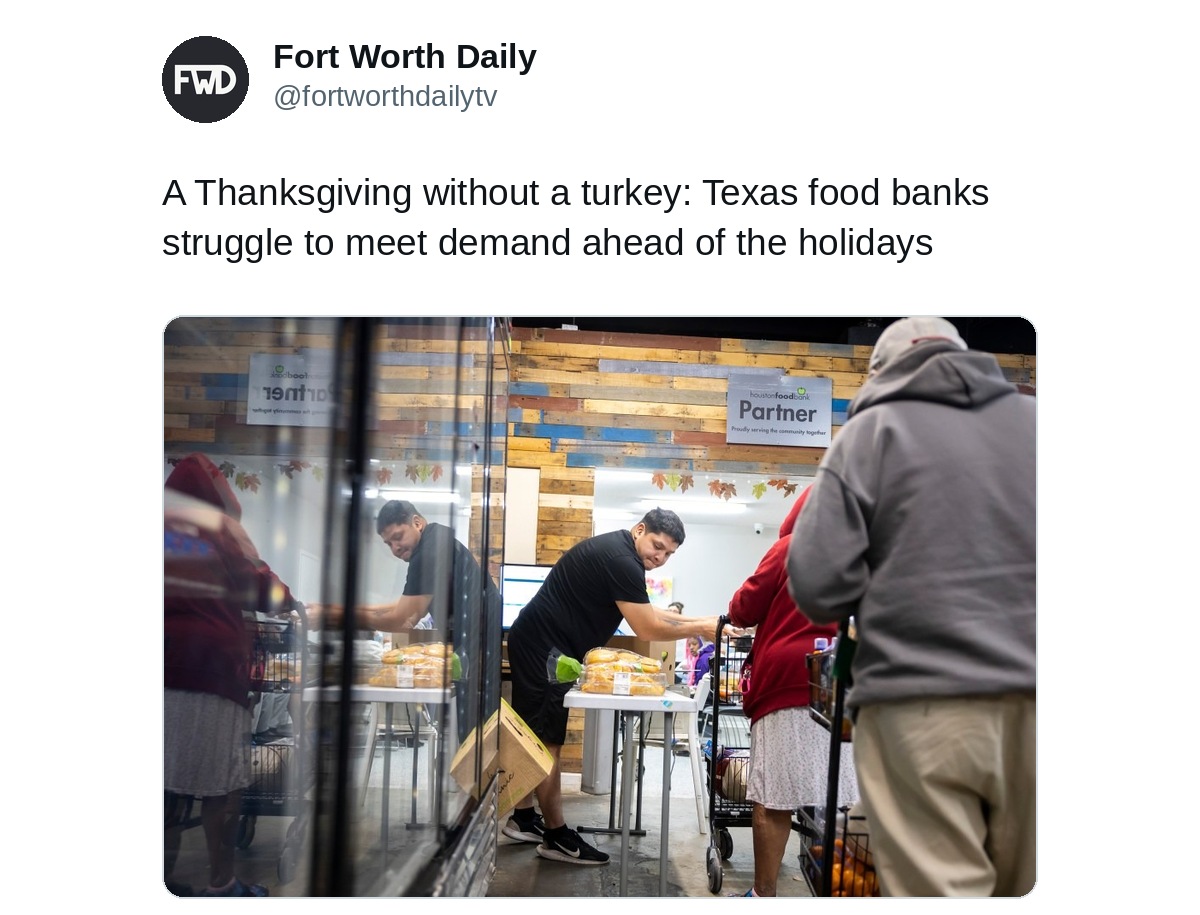 FWD
Fort Worth Daily
@fortworthdailytv
A Thanksgiving without a turkey: Texas food banks
struggle to meet demand ahead of the holidays
houstonfoodbank
Partner
Proudly serving the community together